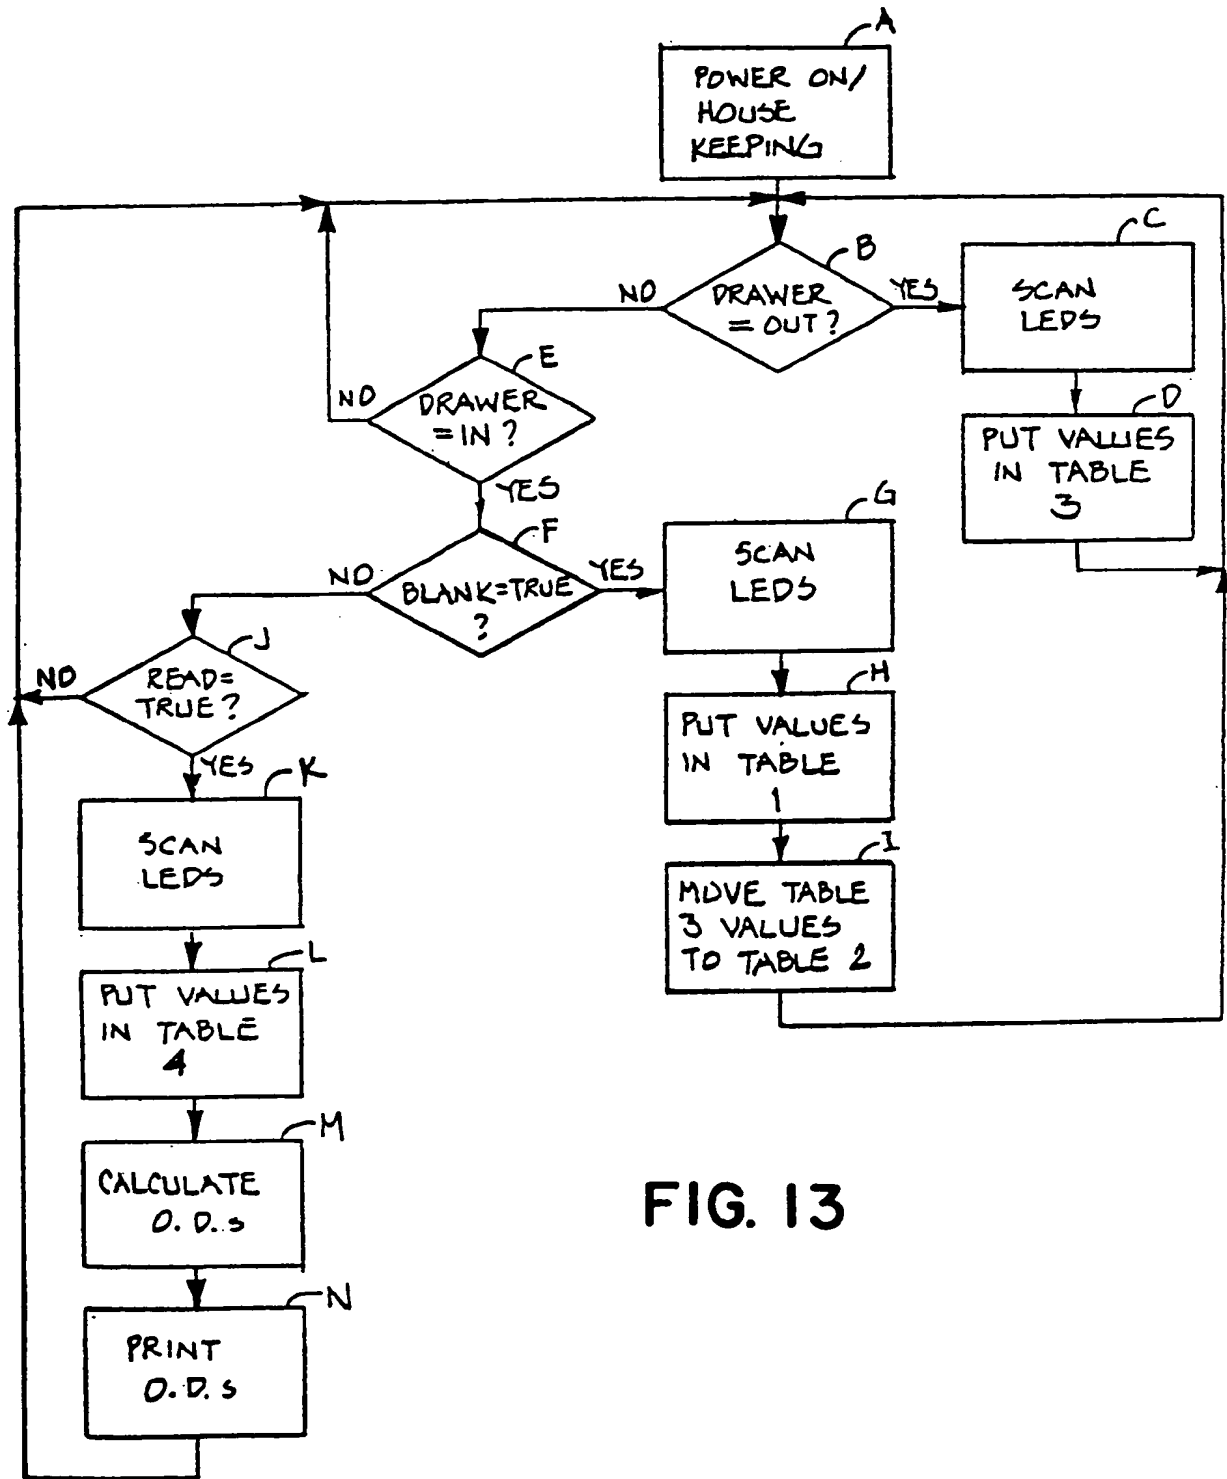 A
POWER ON/
HOUSE
KEEPING
B
DRAWER
= OUT?
NO
YES
C
SCAN
LEDS
D
PUT VALUES
IN TABLE
3
E
DRAWER
= IN ?
NO
YES
F
BLANK=TRUE
?
NO
YES
G
SCAN
LEDS
H
PUT VALUES
IN TABLE
1
I
MOVE TABLE
3 VALUES
TO TABLE 2
J
READ=
TRUE?
NO
YES
K
SCAN
LEDS
L
PUT VALUES
IN TABLE
4
M
CALCULATE
O.D.s
N
PRINT
O.D.s
FIG. 13